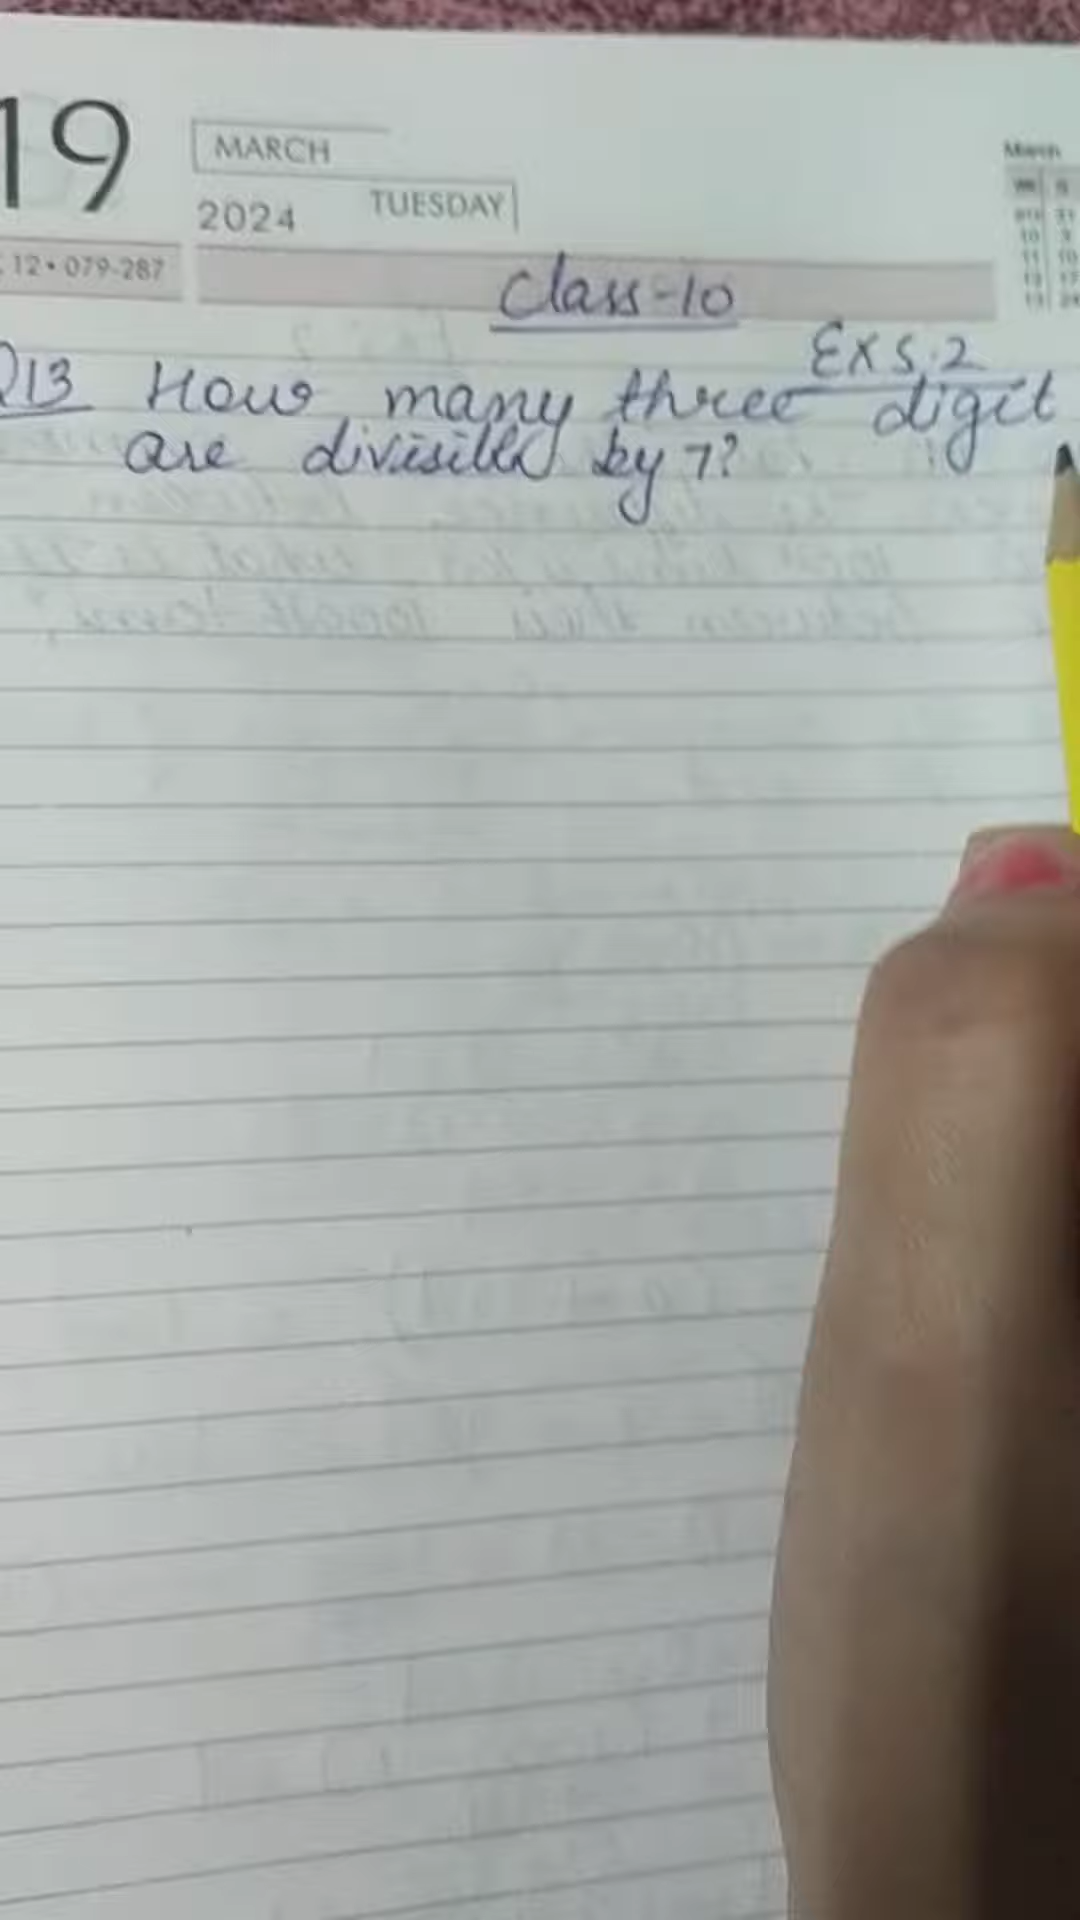 19
MARCH
2024 TUESDAY
March
12 • 079-287
Class-10
Ex 5.2
Q13 How many three digit
are divisible by 7?